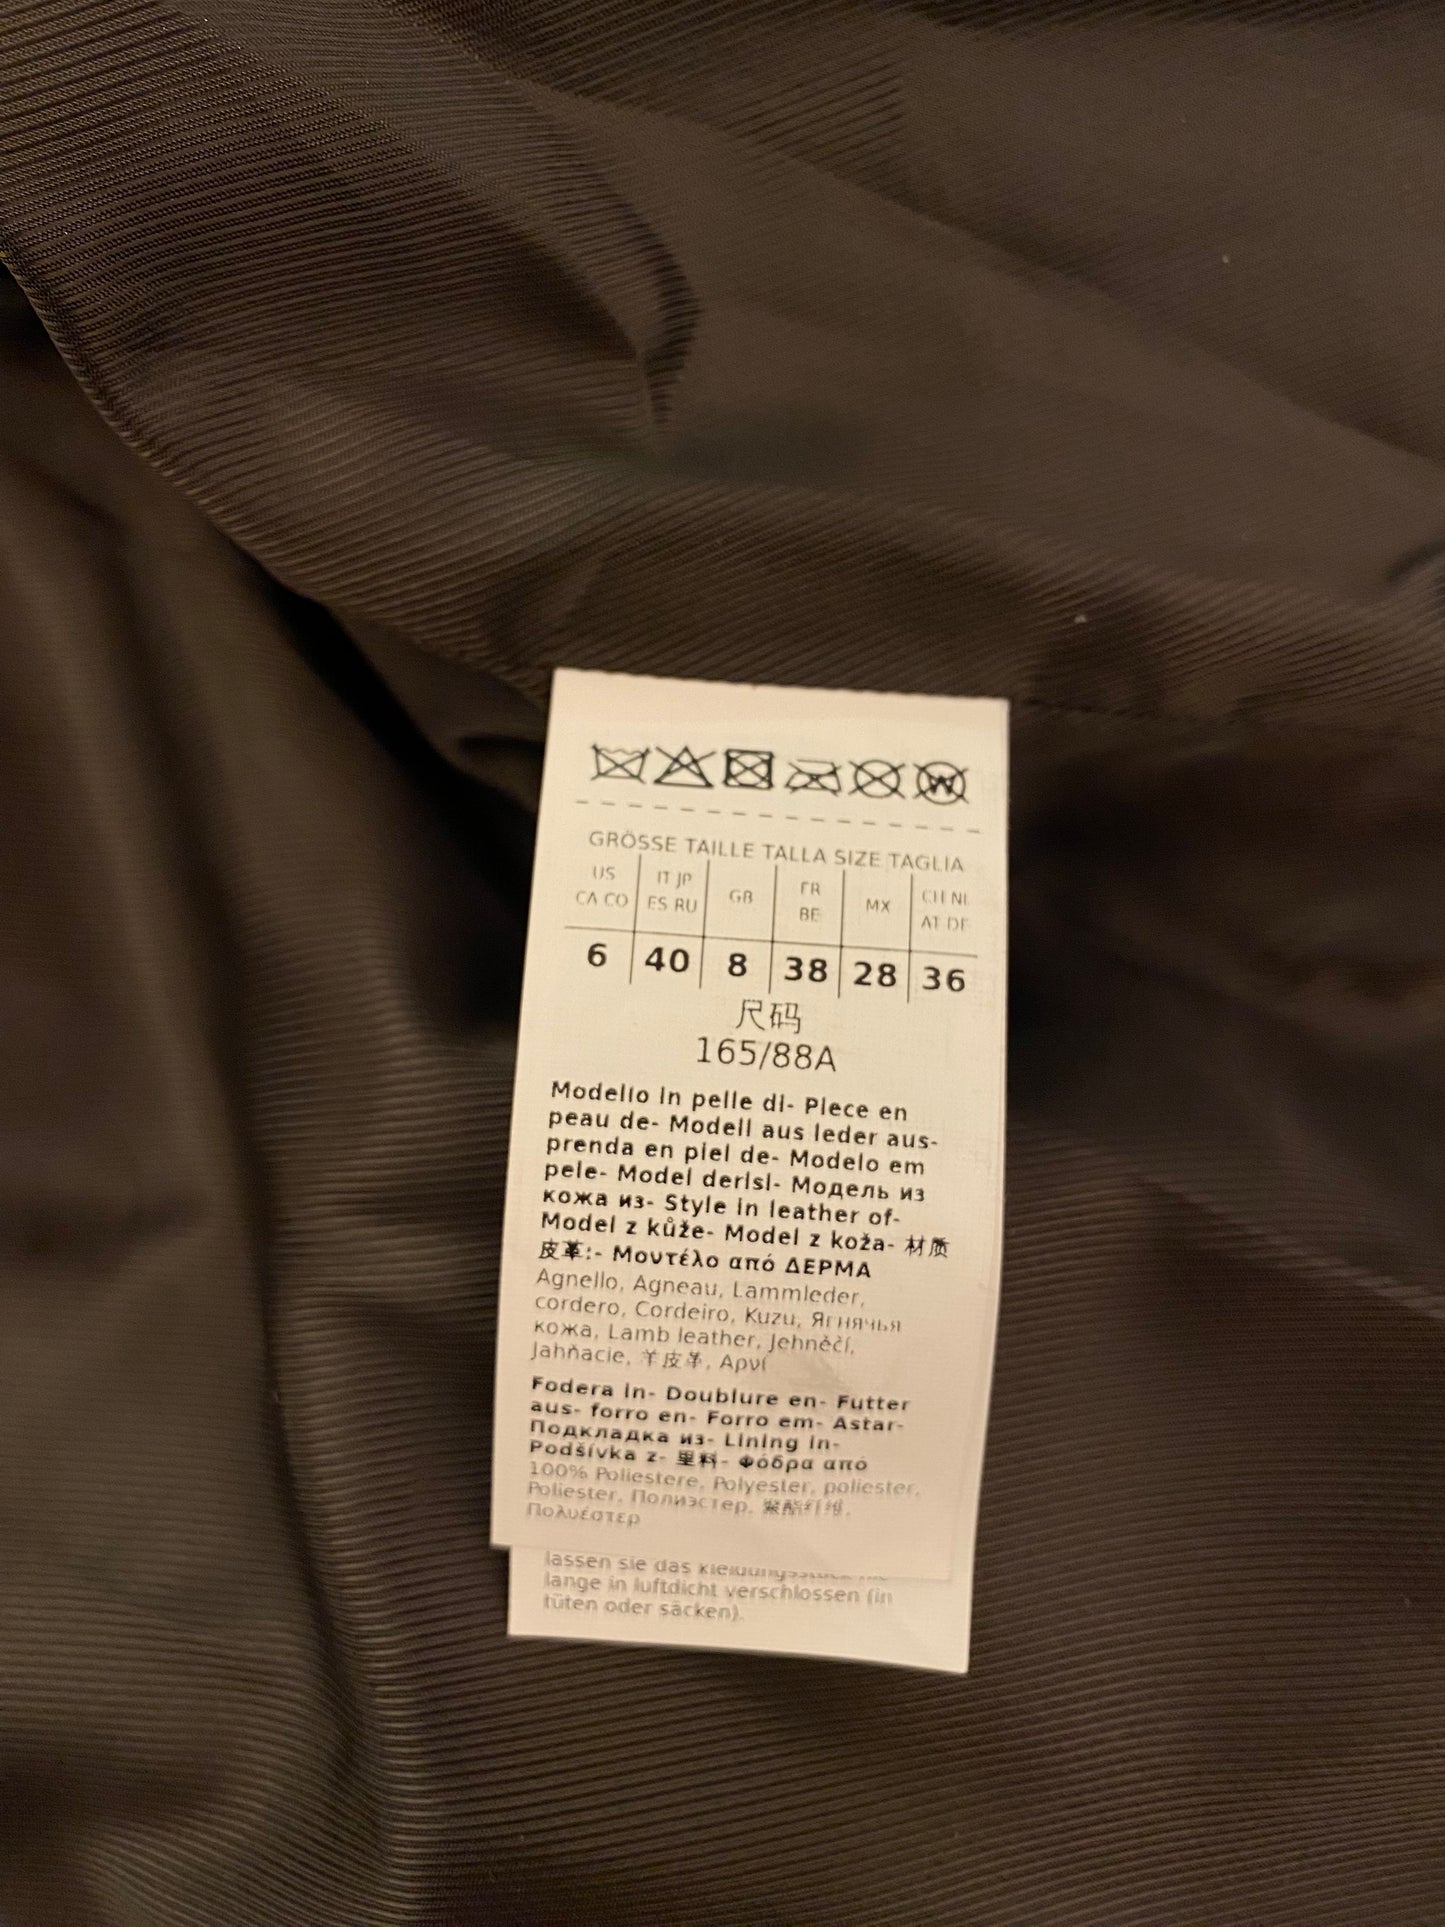 GRÖSSE TAILLE TALLA SIZE TAGLIA
US CA CO IT JP ES RU GB FR BE MX CH NL AT DE
6 40 8 38 28 36
尺码
165/88A
Modello in pelle di- Piece en
peau de- Modell aus leder aus-
prenda en piel de- Modelo em
pele- Model derisi- Модель из
кожа из- Style in leather of-
Model z kůže- Model z koža- 材质
皮革:- Μοντέλο από ΔΕΡΜΑ
Agnello, Agneau, Lammleder,
cordero, Cordeiro, Kuzu, Ягнячья
кожа, Lamb leather, Jehněčí,
Jahňacie, 羊皮革, Αρνί
Fodera in- Doublure en- Futter
aus- forro en- Forro em- Astar-
Подкладка из- Lining in-
Podšívka z- 里料- Φόδρα από
100% Poliestere, Polyester, poliester,
Poliester, Полиэстер, 聚酯纤维,
Πολυέστερ
lassen sie das
lange in luftdicht verschlossen (in
tüten oder säcken).